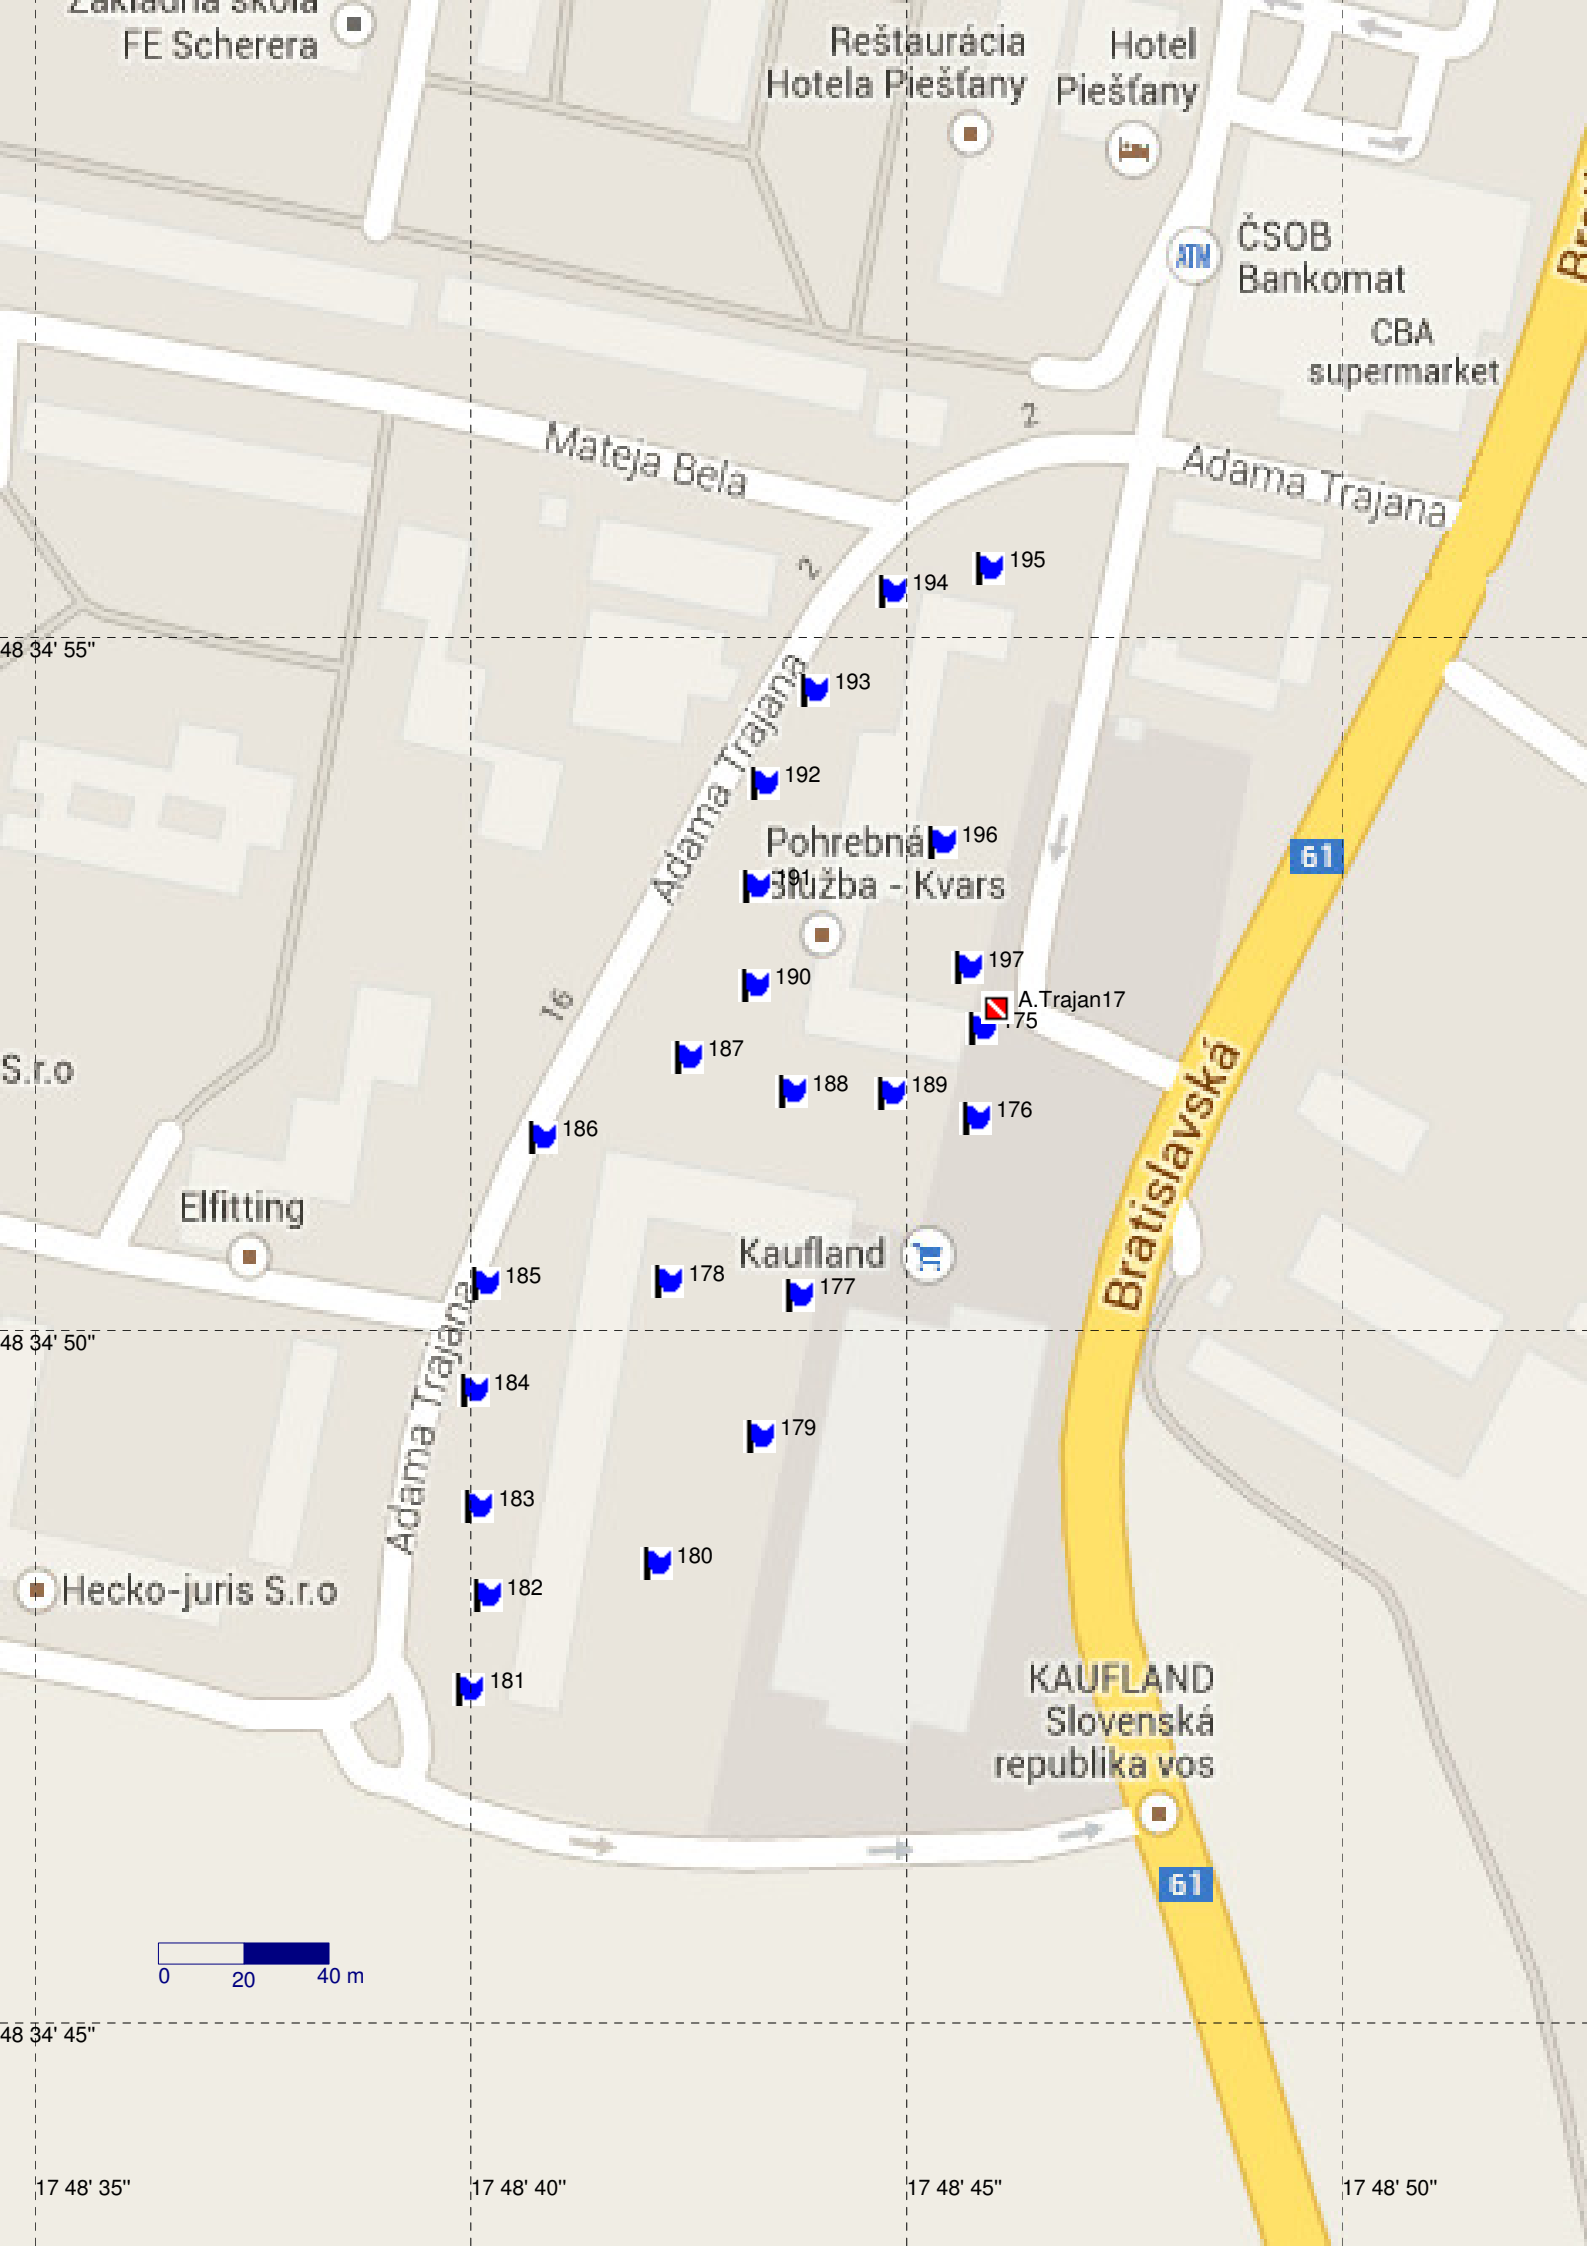 Základná škola
FE Scherera
Reštaurácia
Hotela Piešťany
Hotel
Piešťany
ATM
ČSOB
Bankomat
CBA
supermarket
2
Mateja Bela
Adama Trajana
2
195
194
48 34' 55"
193
Adama Trajana
192
196
Pohrebná
61
191
služba - Kvars
197
190
16
A.Trajan17
175
187
S.r.o
188
189
176
186
Bratislavská
Elfitting
Kaufland
185
178
177
48 34' 50"
Adama Trajana
184
179
183
180
Hecko-juris S.r.o
182
181
KAUFLAND
Slovenská
republika vos
61
0 20 40 m
48 34' 45"
17 48' 35"
17 48' 40"
17 48' 45"
17 48' 50"